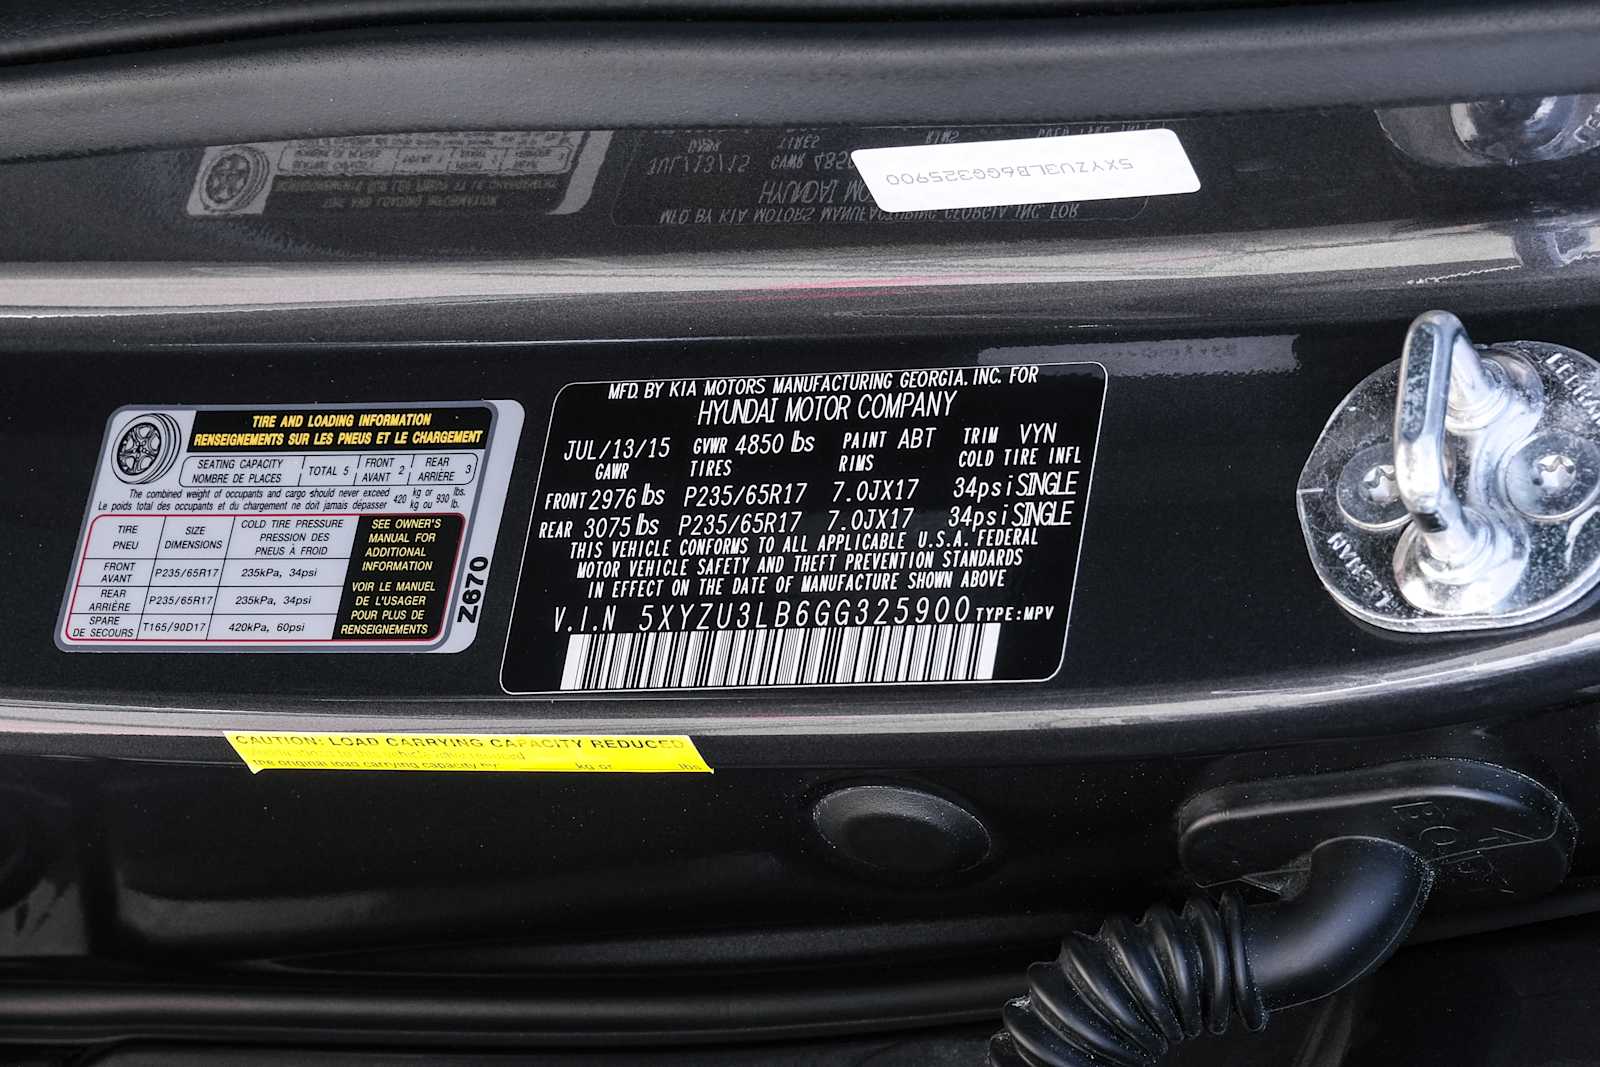 5XYZU3LB6GG325900
TIRE AND LOADING INFORMATION
RENSEIGNEMENTS SUR LES PNEUS ET LE CHARGEMENT
SEATING CAPACITY
NOMBRE DE PLACES
TOTAL 5
FRONT
AVANT 2
REAR
ARRIÈRE 3
The combined weight of occupants and cargo should never exceed 420 kg or 930 lbs.
Le poids total des occupants et du chargement ne doit jamais dépasser 420 kg ou 930 lb.
TIRE
PNEU
SIZE
DIMENSIONS
COLD TIRE PRESSURE
PRESSION DES
PNEUS À FROID
FRONT
AVANT
P235/65R17
235kPa, 34psi
REAR
ARRIÈRE
P235/65R17
235kPa, 34psi
SPARE
DE SECOURS
T165/90D17
420kPa, 60psi
SEE OWNER'S
MANUAL FOR
ADDITIONAL
INFORMATION
VOIR LE MANUEL
DE L'USAGER
POUR PLUS DE
RENSEIGNEMENTS
Z670
MFD. BY KIA MOTORS MANUFACTURING GEORGIA. INC. FOR
HYUNDAI MOTOR COMPANY
JUL/13/15 GVWR 4850 lbs PAINT ABT TRIM VYN
GAWR TIRES RIMS COLD TIRE INFL
FRONT 2976 lbs P235/65R17 7.0JX17 34psi SINGLE
REAR 3075 lbs P235/65R17 7.0JX17 34psi SINGLE
THIS VEHICLE CONFORMS TO ALL APPLICABLE U.S.A. FEDERAL
MOTOR VEHICLE SAFETY AND THEFT PREVENTION STANDARDS
IN EFFECT ON THE DATE OF MANUFACTURE SHOWN ABOVE
V.I.N 5XYZU3LB6GG325900 TYPE:MPV
CAUTION: LOAD CARRYING CAPACITY REDUCED
the original load carrying capacity by: kg or lbs